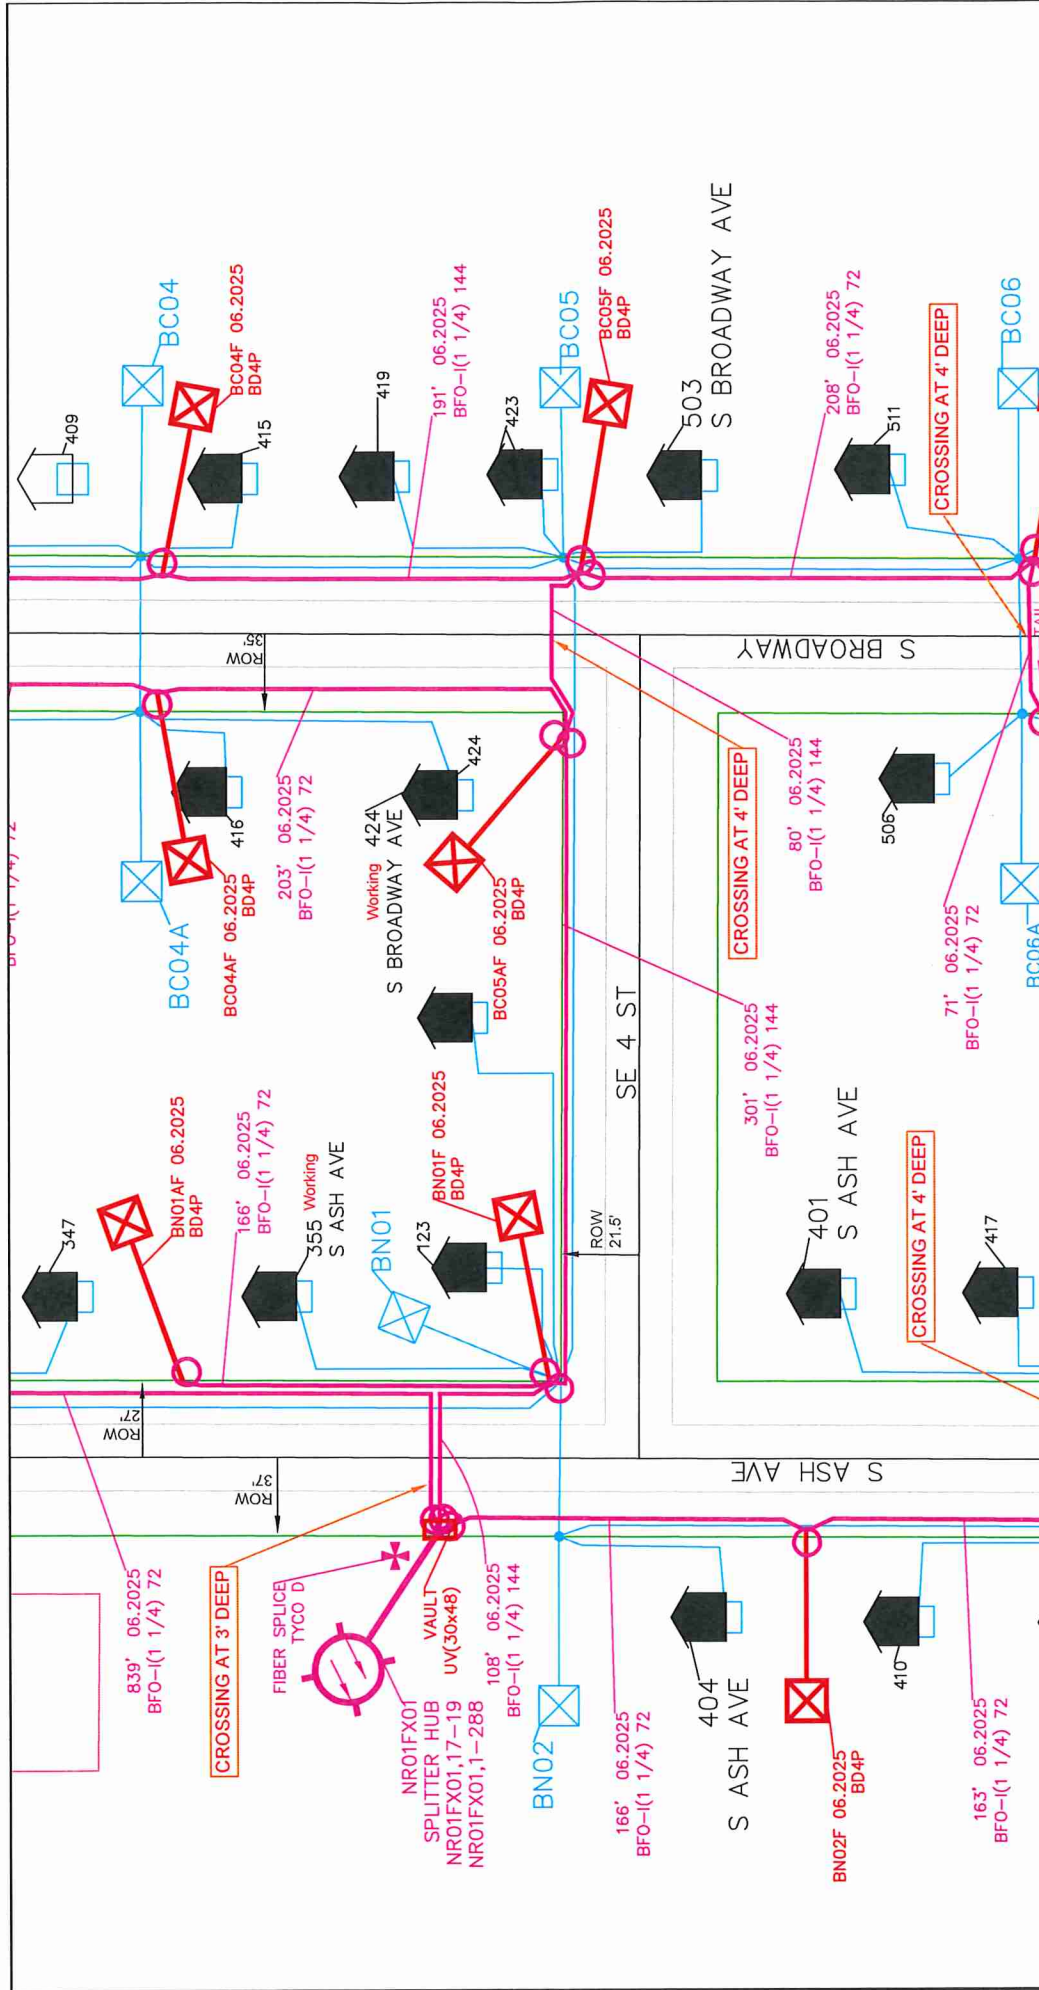 409
BC04
BC04F 06.2025
BD4P
415
419
191' 06.2025
BFO-I(1 1/4) 144
423
BC05
BC05F 06.2025
BD4P
503
S BROADWAY AVE
208' 06.2025
BFO-I(1 1/4) 72
511
CROSSING AT 4' DEEP
BC06
35'
ROW
S BROADWAY
BC04A
BC04AF 06.2025
BD4P
416
203' 06.2025
BFO-I(1 1/4) 72
Working 424
S BROADWAY AVE
424
BC05AF 06.2025
BD4P
CROSSING AT 4' DEEP
80' 06.2025
BFO-I(1 1/4) 144
506
71' 06.2025
BFO-I(1 1/4) 72
BC06A
SE 4 ST
301' 06.2025
BFO-I(1 1/4) 144
347
BN01AF 06.2025
BD4P
166' 06.2025
BFO-I(1 1/4) 72
355 Working
S ASH AVE
BN01
123
BN01F 06.2025
BD4P
ROW
21.5'
401
S ASH AVE
CROSSING AT 4' DEEP
417
27'
ROW
37'
ROW
S ASH AVE
839' 06.2025
BFO-I(1 1/4) 72
CROSSING AT 3' DEEP
FIBER SPLICE
TYCO D
VAULT
UV(30x48)
108' 06.2025
BFO-I(1 1/4) 144
NR01FX01
SPLITTER HUB
NR01FX01,17-19
NR01FX01,1-288
BN02
166' 06.2025
BFO-I(1 1/4) 72
404
S ASH AVE
BN02F 06.2025
BD4P
410
163' 06.2025
BFO-I(1 1/4) 72